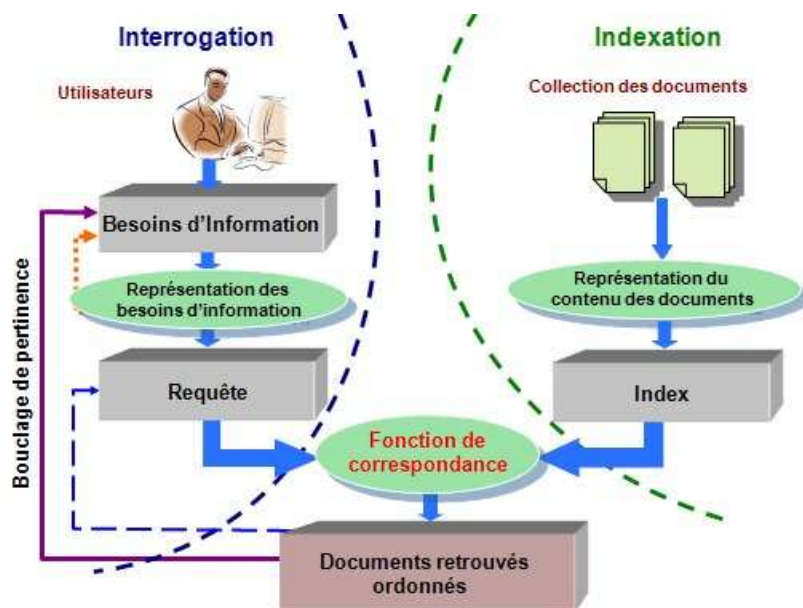 Interrogation
Indexation
Utilisateurs
Collection des documents
Besoins d'Information
Représentation des
besoins d'information
Représentation du
contenu des documents
Requête
Index
Fonction de
correspondance
Bouclage de pertinence
Documents retrouvés
ordonnés